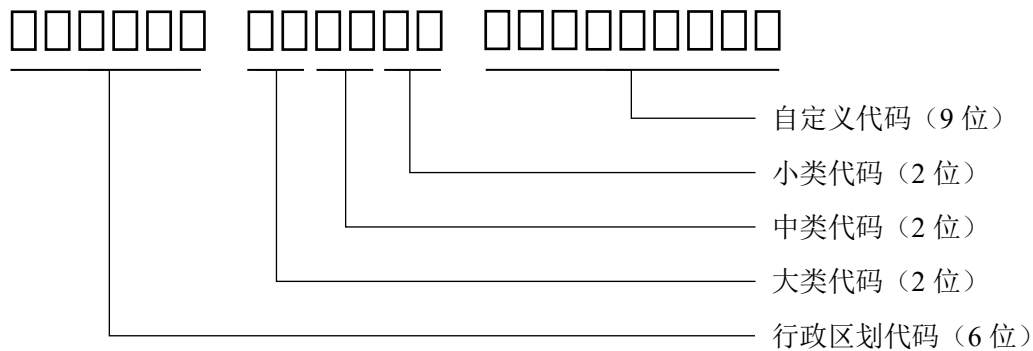 自定义代码（9 位）
小类代码（2 位）
中类代码（2 位）
大类代码（2 位）
行政区划代码（6 位）